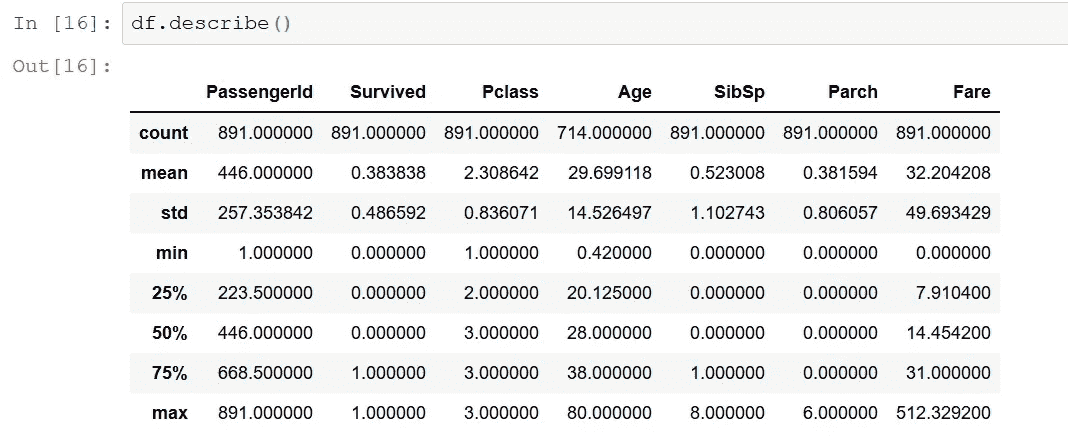 In [16]: df.describe()
Out[16]:
PassengerId Survived Pclass Age SibSp Parch Fare
count 891.000000 891.000000 891.000000 714.000000 891.000000 891.000000 891.000000
mean 446.000000 0.383838 2.308642 29.699118 0.523008 0.381594 32.204208
std 257.353842 0.486592 0.836071 14.526497 1.102743 0.806057 49.693429
min 1.000000 0.000000 1.000000 0.420000 0.000000 0.000000 0.000000
25% 223.500000 0.000000 2.000000 20.125000 0.000000 0.000000 7.910400
50% 446.000000 0.000000 3.000000 28.000000 0.000000 0.000000 14.454200
75% 668.500000 1.000000 3.000000 38.000000 1.000000 0.000000 31.000000
max 891.000000 1.000000 3.000000 80.000000 8.000000 6.000000 512.329200